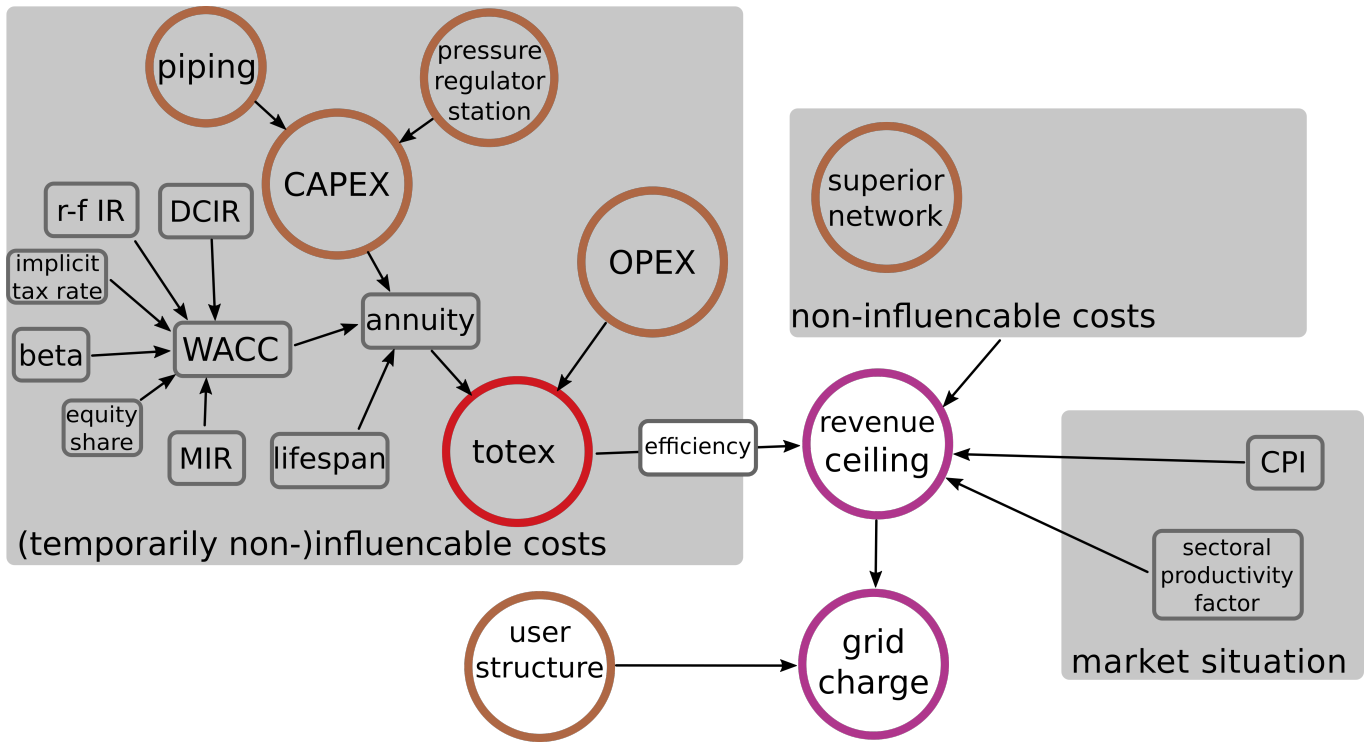 piping
pressure
regulator
station
CAPEX
r-f IR
DCIR
implicit
tax rate
beta
WACC
annuity
OPEX
equity
share
MIR
lifespan
totex
efficiency
(temporarily non-)influencable costs
superior
network
non-influencable costs
revenue
ceiling
CPI
sectoral
productivity
factor
market situation
user
structure
grid
charge